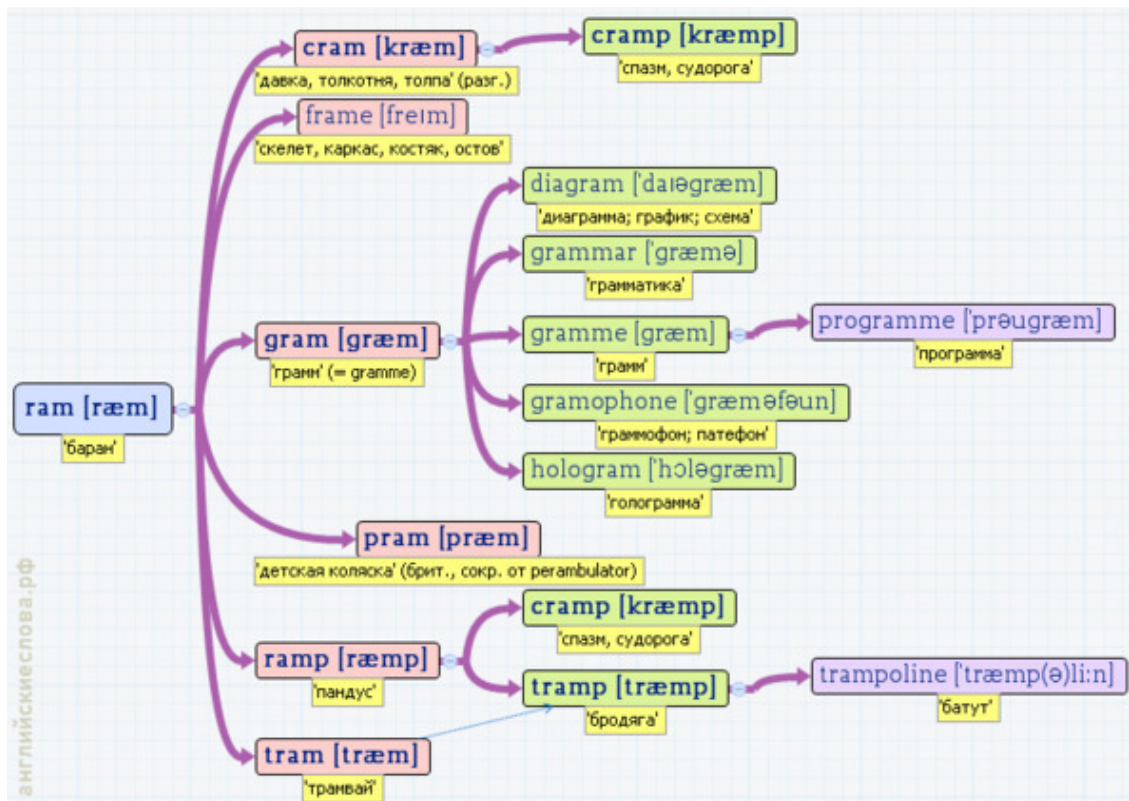 cram [kræm]
'давка, толкотня, толпа' (разг.)
cramp [kræmp]
'спазм, судорога'
frame [freım]
'скелет, каркас, костяк, остов'
diagram ['daıəgræm]
'диаграмма; график; схема'
grammar ['græmə]
'грамматика'
gram [græm]
'грамм' (= gramme)
gramme [græm]
'грамм'
programme ['prəugræm]
'программа'
ram [ræm]
'баран'
gramophone ['græməfəun]
'граммофон; патефон'
hologram ['hɔləgræm]
'голограмма'
pram [præm]
'детская коляска' (брит., сокр. от perambulator)
cramp [kræmp]
'спазм, судорога'
ramp [ræmp]
'пандус'
tramp [træmp]
'бродяга'
trampoline ['træmp(ə)li:n]
'батут'
tram [træm]
'трамвай'
английскиеслова.рф